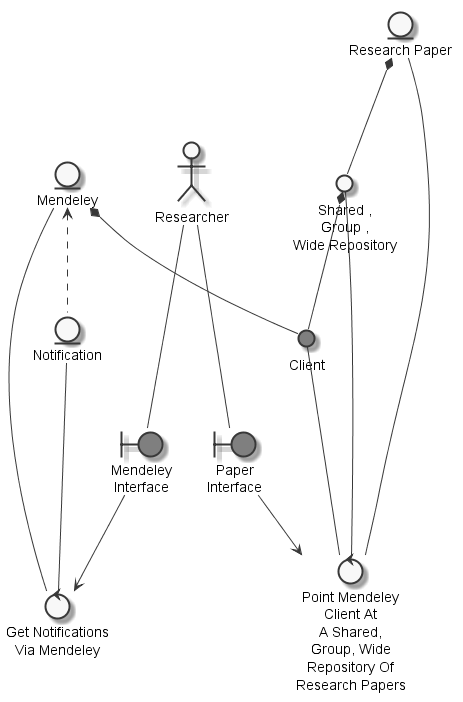 Research Paper
Mendeley
Researcher
Shared ,
Group ,
Wide Repository
Notification
Client
Mendeley
Interface
Paper
Interface
Get Notifications
Via Mendeley
Point Mendeley
Client At
A Shared,
Group, Wide
Repository Of
Research Papers